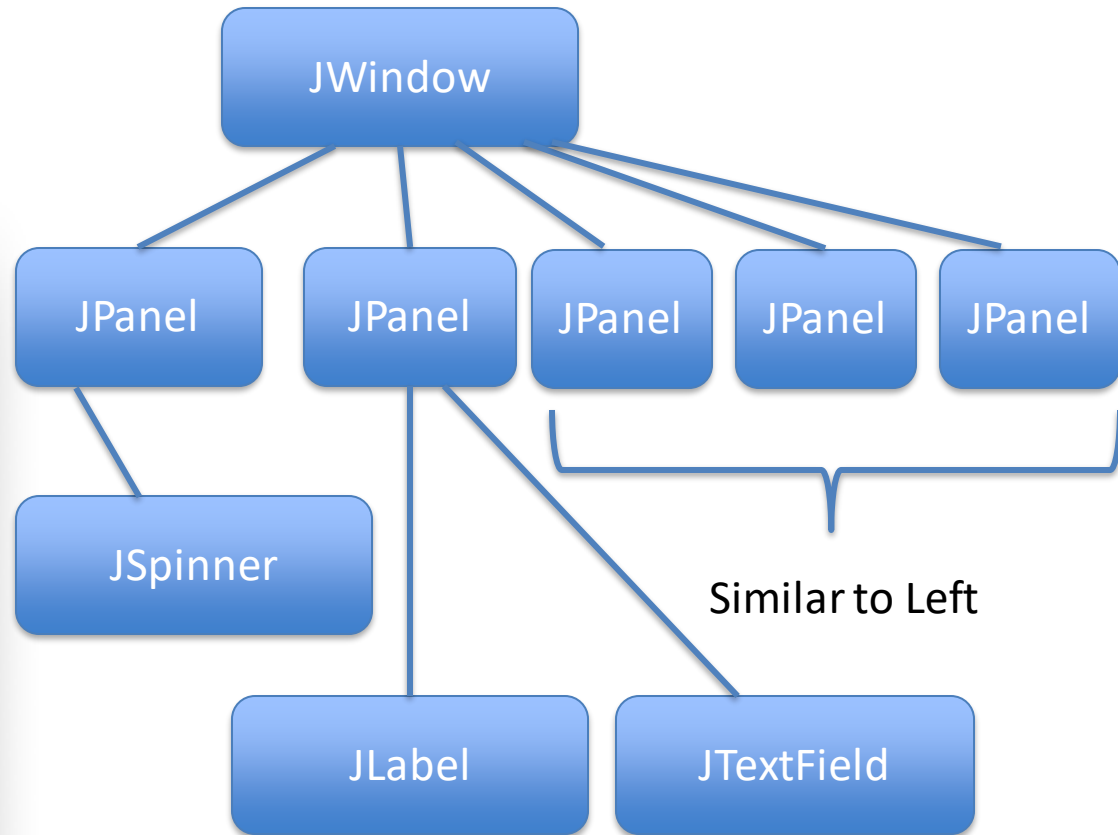 JWindow
JPanel
JPanel
JPanel
JPanel
JPanel
JSpinner
Similar to Left
JLabel
JTextField